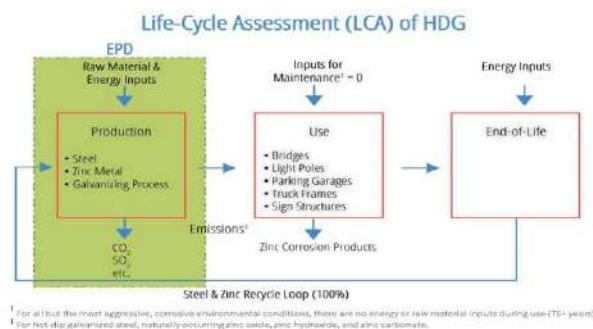 Life-Cycle Assessment (LCA) of HDG
EPD
Raw Material &
Energy Inputs
Inputs for
Maintenance¹ = 0
Energy Inputs
Production
• Steel
• Zinc Metal
• Galvanizing Process
Use
• Bridges
• Light Poles
• Parking Garages
• Truck Frames
• Sign Structures
End-of-Life
Emissions²
CO₂
SO₂
etc.
Zinc Corrosion Products
Steel & Zinc Recycle Loop (100%)
¹ For all but the most aggressive, corrosive environmental conditions, there are no energy or raw material inputs during use (75+ years)
² For hot-dip galvanized steel, naturally occurring zinc oxide, zinc hydroxide, and zinc carbonate.